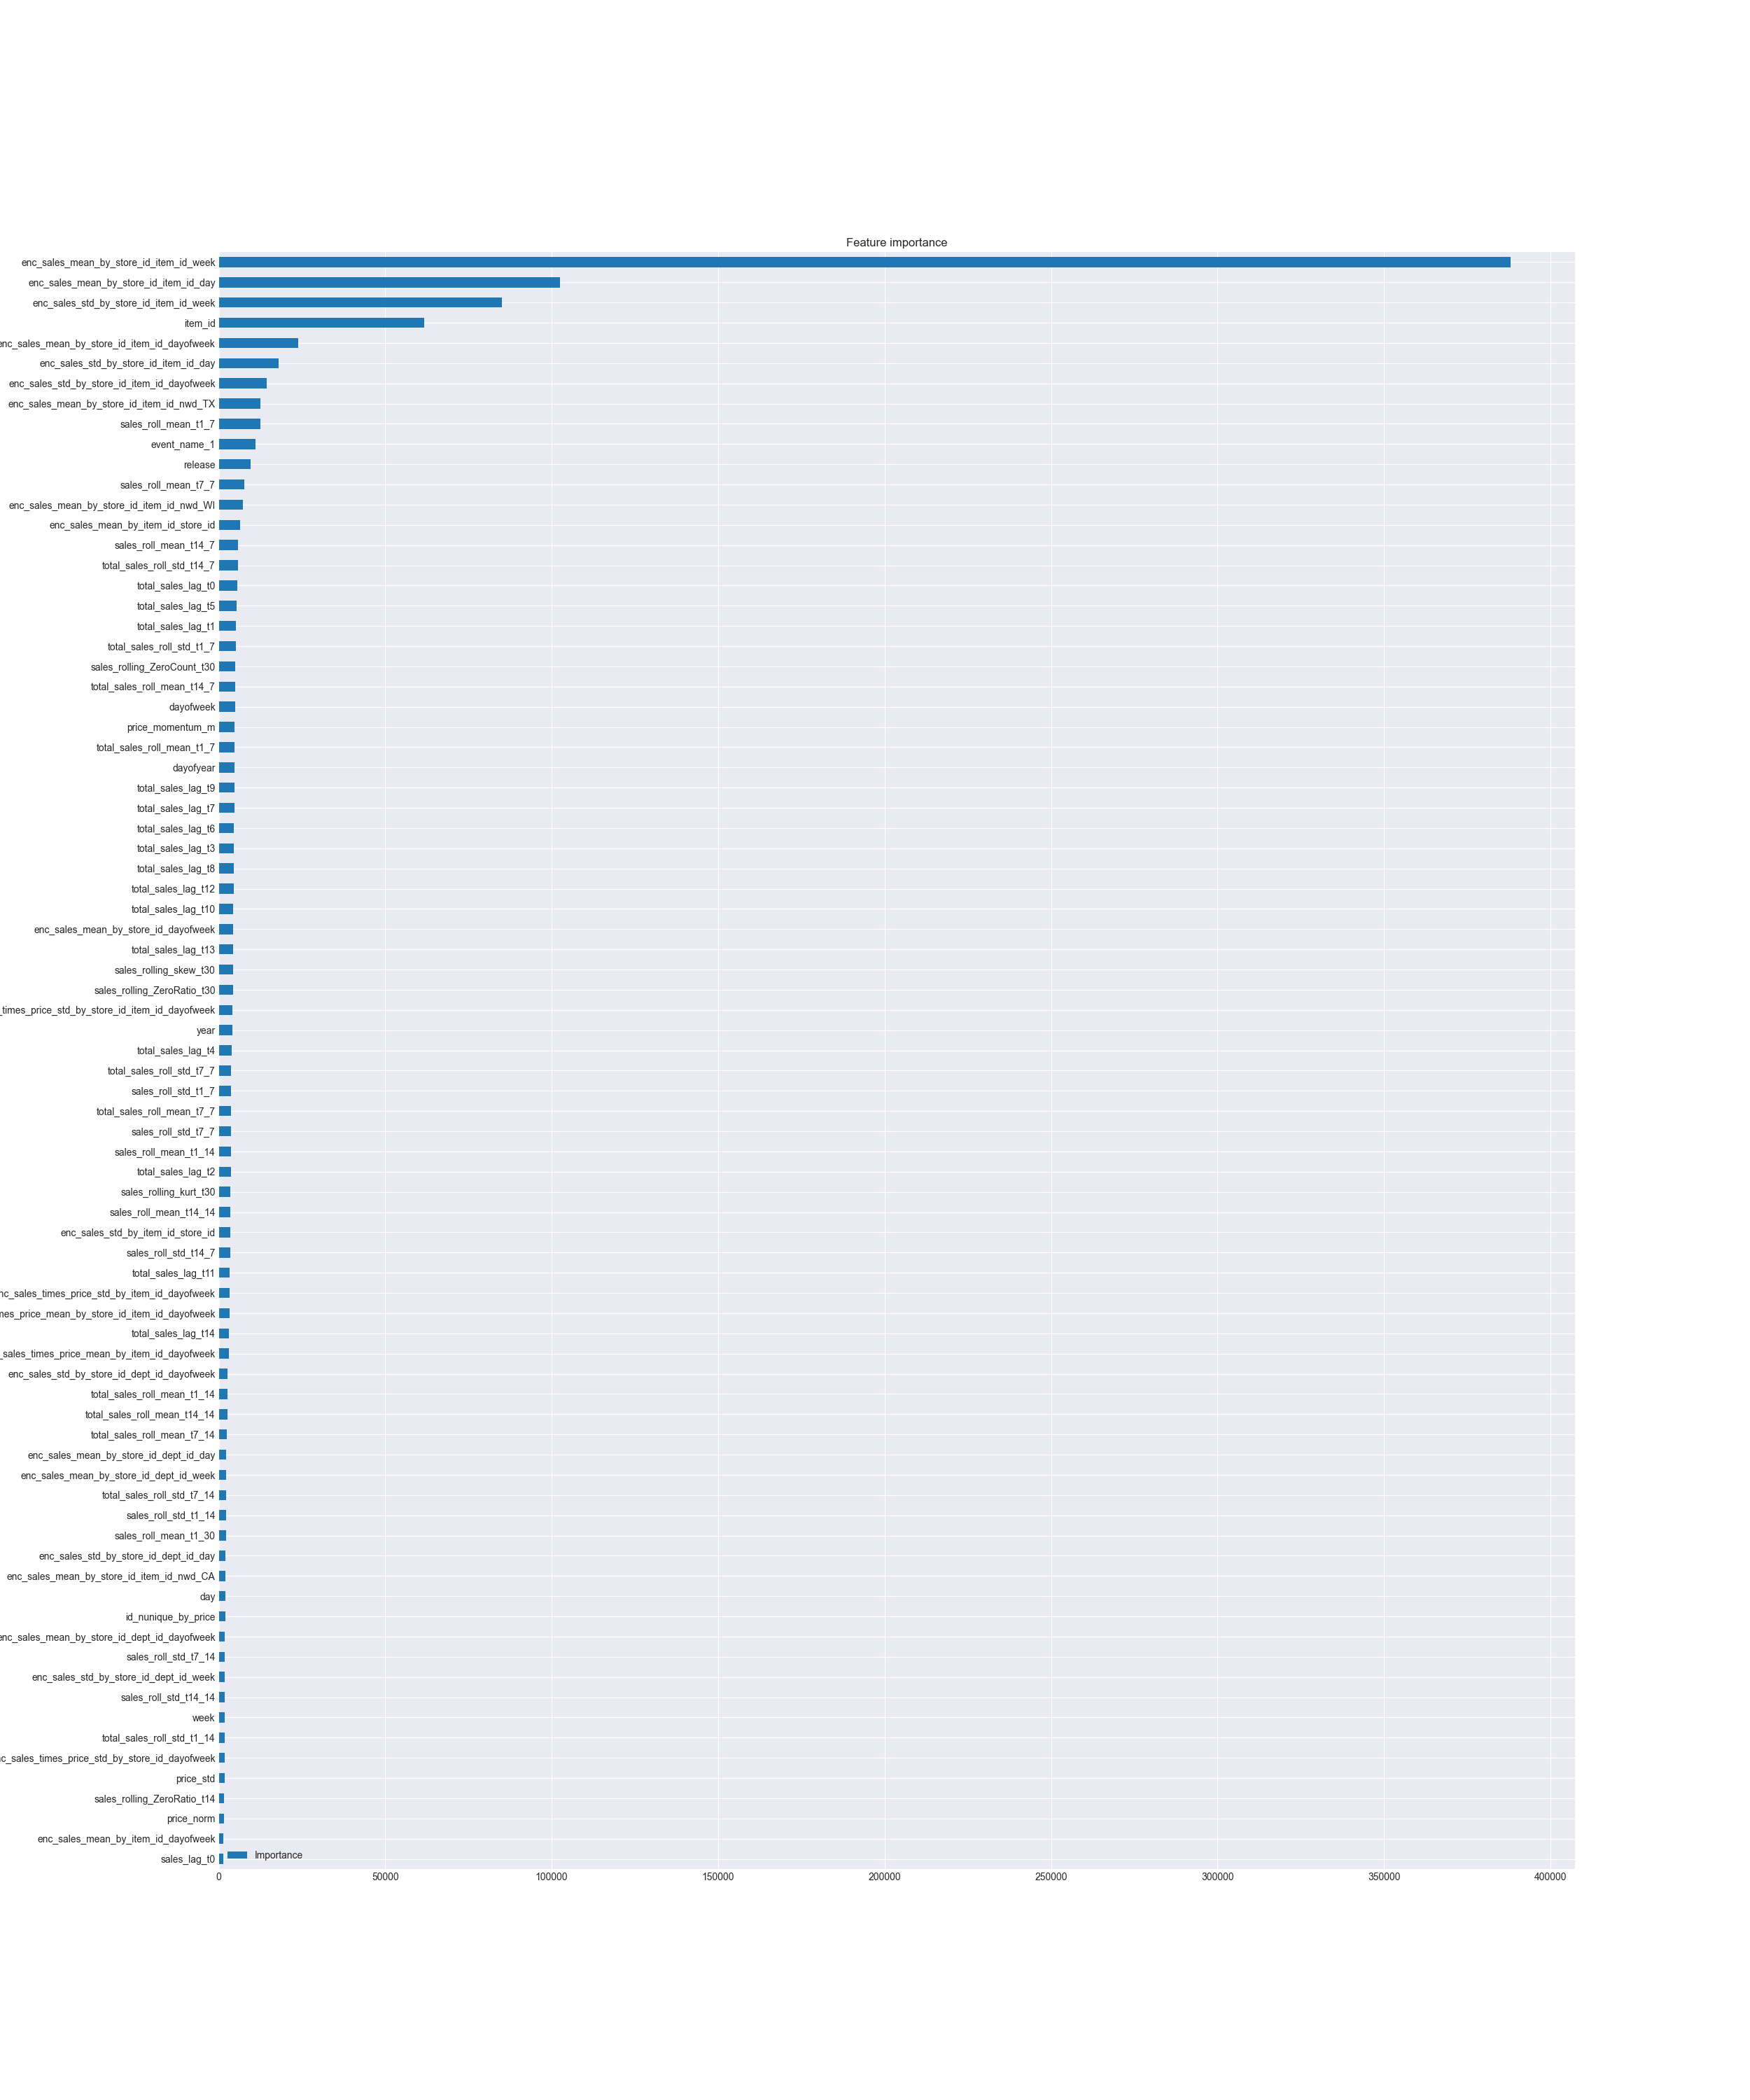 Feature importance
enc_sales_mean_by_store_id_item_id_week
enc_sales_mean_by_store_id_item_id_day
enc_sales_std_by_store_id_item_id_week
item_id
enc_sales_mean_by_store_id_item_id_dayofweek
enc_sales_std_by_store_id_item_id_day
enc_sales_std_by_store_id_item_id_dayofweek
enc_sales_mean_by_store_id_item_id_nwd_TX
sales_roll_mean_t1_7
event_name_1
release
sales_roll_mean_t7_7
enc_sales_mean_by_store_id_item_id_nwd_WI
enc_sales_mean_by_item_id_store_id
sales_roll_mean_t14_7
total_sales_roll_std_t14_7
total_sales_lag_t0
total_sales_lag_t5
total_sales_lag_t1
total_sales_roll_std_t1_7
sales_rolling_ZeroCount_t30
total_sales_roll_mean_t14_7
dayofweek
price_momentum_m
total_sales_roll_mean_t1_7
dayofyear
total_sales_lag_t9
total_sales_lag_t7
total_sales_lag_t6
total_sales_lag_t3
total_sales_lag_t8
total_sales_lag_t12
total_sales_lag_t10
enc_sales_mean_by_store_id_dayofweek
total_sales_lag_t13
sales_rolling_skew_t30
sales_rolling_ZeroRatio_t30
_times_price_std_by_store_id_item_id_dayofweek
year
total_sales_lag_t4
total_sales_roll_std_t7_7
sales_roll_std_t1_7
total_sales_roll_mean_t7_7
sales_roll_std_t7_7
sales_roll_mean_t1_14
total_sales_lag_t2
sales_rolling_kurt_t30
sales_roll_mean_t14_14
enc_sales_std_by_item_id_store_id
sales_roll_std_t14_7
total_sales_lag_t11
nc_sales_times_price_std_by_item_id_dayofweek
mes_price_mean_by_store_id_item_id_dayofweek
total_sales_lag_t14
_sales_times_price_mean_by_item_id_dayofweek
enc_sales_std_by_store_id_dept_id_dayofweek
total_sales_roll_mean_t1_14
total_sales_roll_mean_t14_14
total_sales_roll_mean_t7_14
enc_sales_mean_by_store_id_dept_id_day
enc_sales_mean_by_store_id_dept_id_week
total_sales_roll_std_t7_14
sales_roll_std_t1_14
sales_roll_mean_t1_30
enc_sales_std_by_store_id_dept_id_day
enc_sales_mean_by_store_id_item_id_nwd_CA
day
id_nunique_by_price
enc_sales_mean_by_store_id_dept_id_dayofweek
sales_roll_std_t7_14
enc_sales_std_by_store_id_dept_id_week
sales_roll_std_t14_14
week
total_sales_roll_std_t1_14
nc_sales_times_price_std_by_store_id_dayofweek
price_std
sales_rolling_ZeroRatio_t14
price_norm
enc_sales_mean_by_item_id_dayofweek
sales_lag_t0
Importance
0 50000 100000 150000 200000 250000 300000 350000 400000